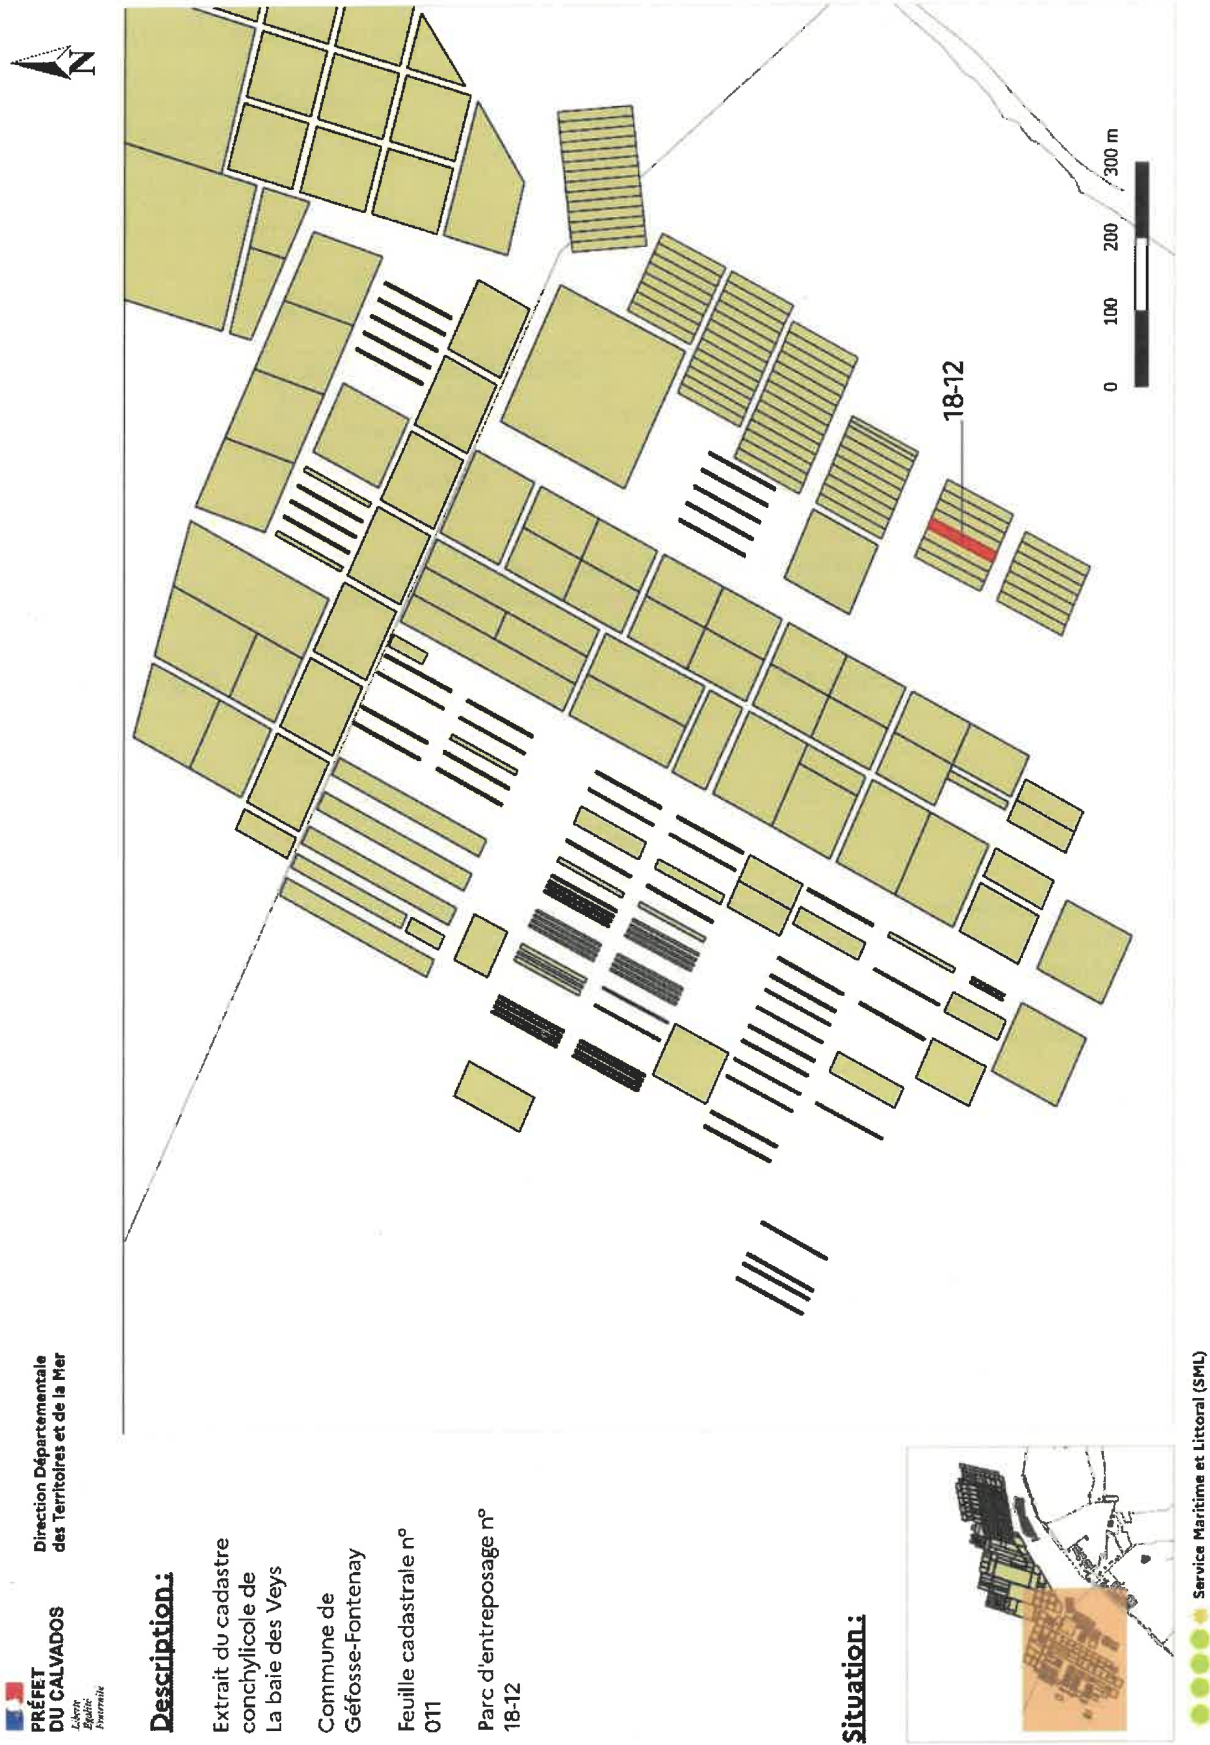 PRÉFET
DU CALVADOS
Liberté
Égalité
Fraternité
Direction Départementale
des Territoires et de la Mer
N
Description :
Extrait du cadastre
conchylicole de
La baie des Veys
Commune de
Géfosse-Fontenay
Feuille cadastrale n°
011
Parc d'entreposage n°
18-12
18-12
0 100 200 300 m
Situation :
Service Maritime et Littoral (SML)